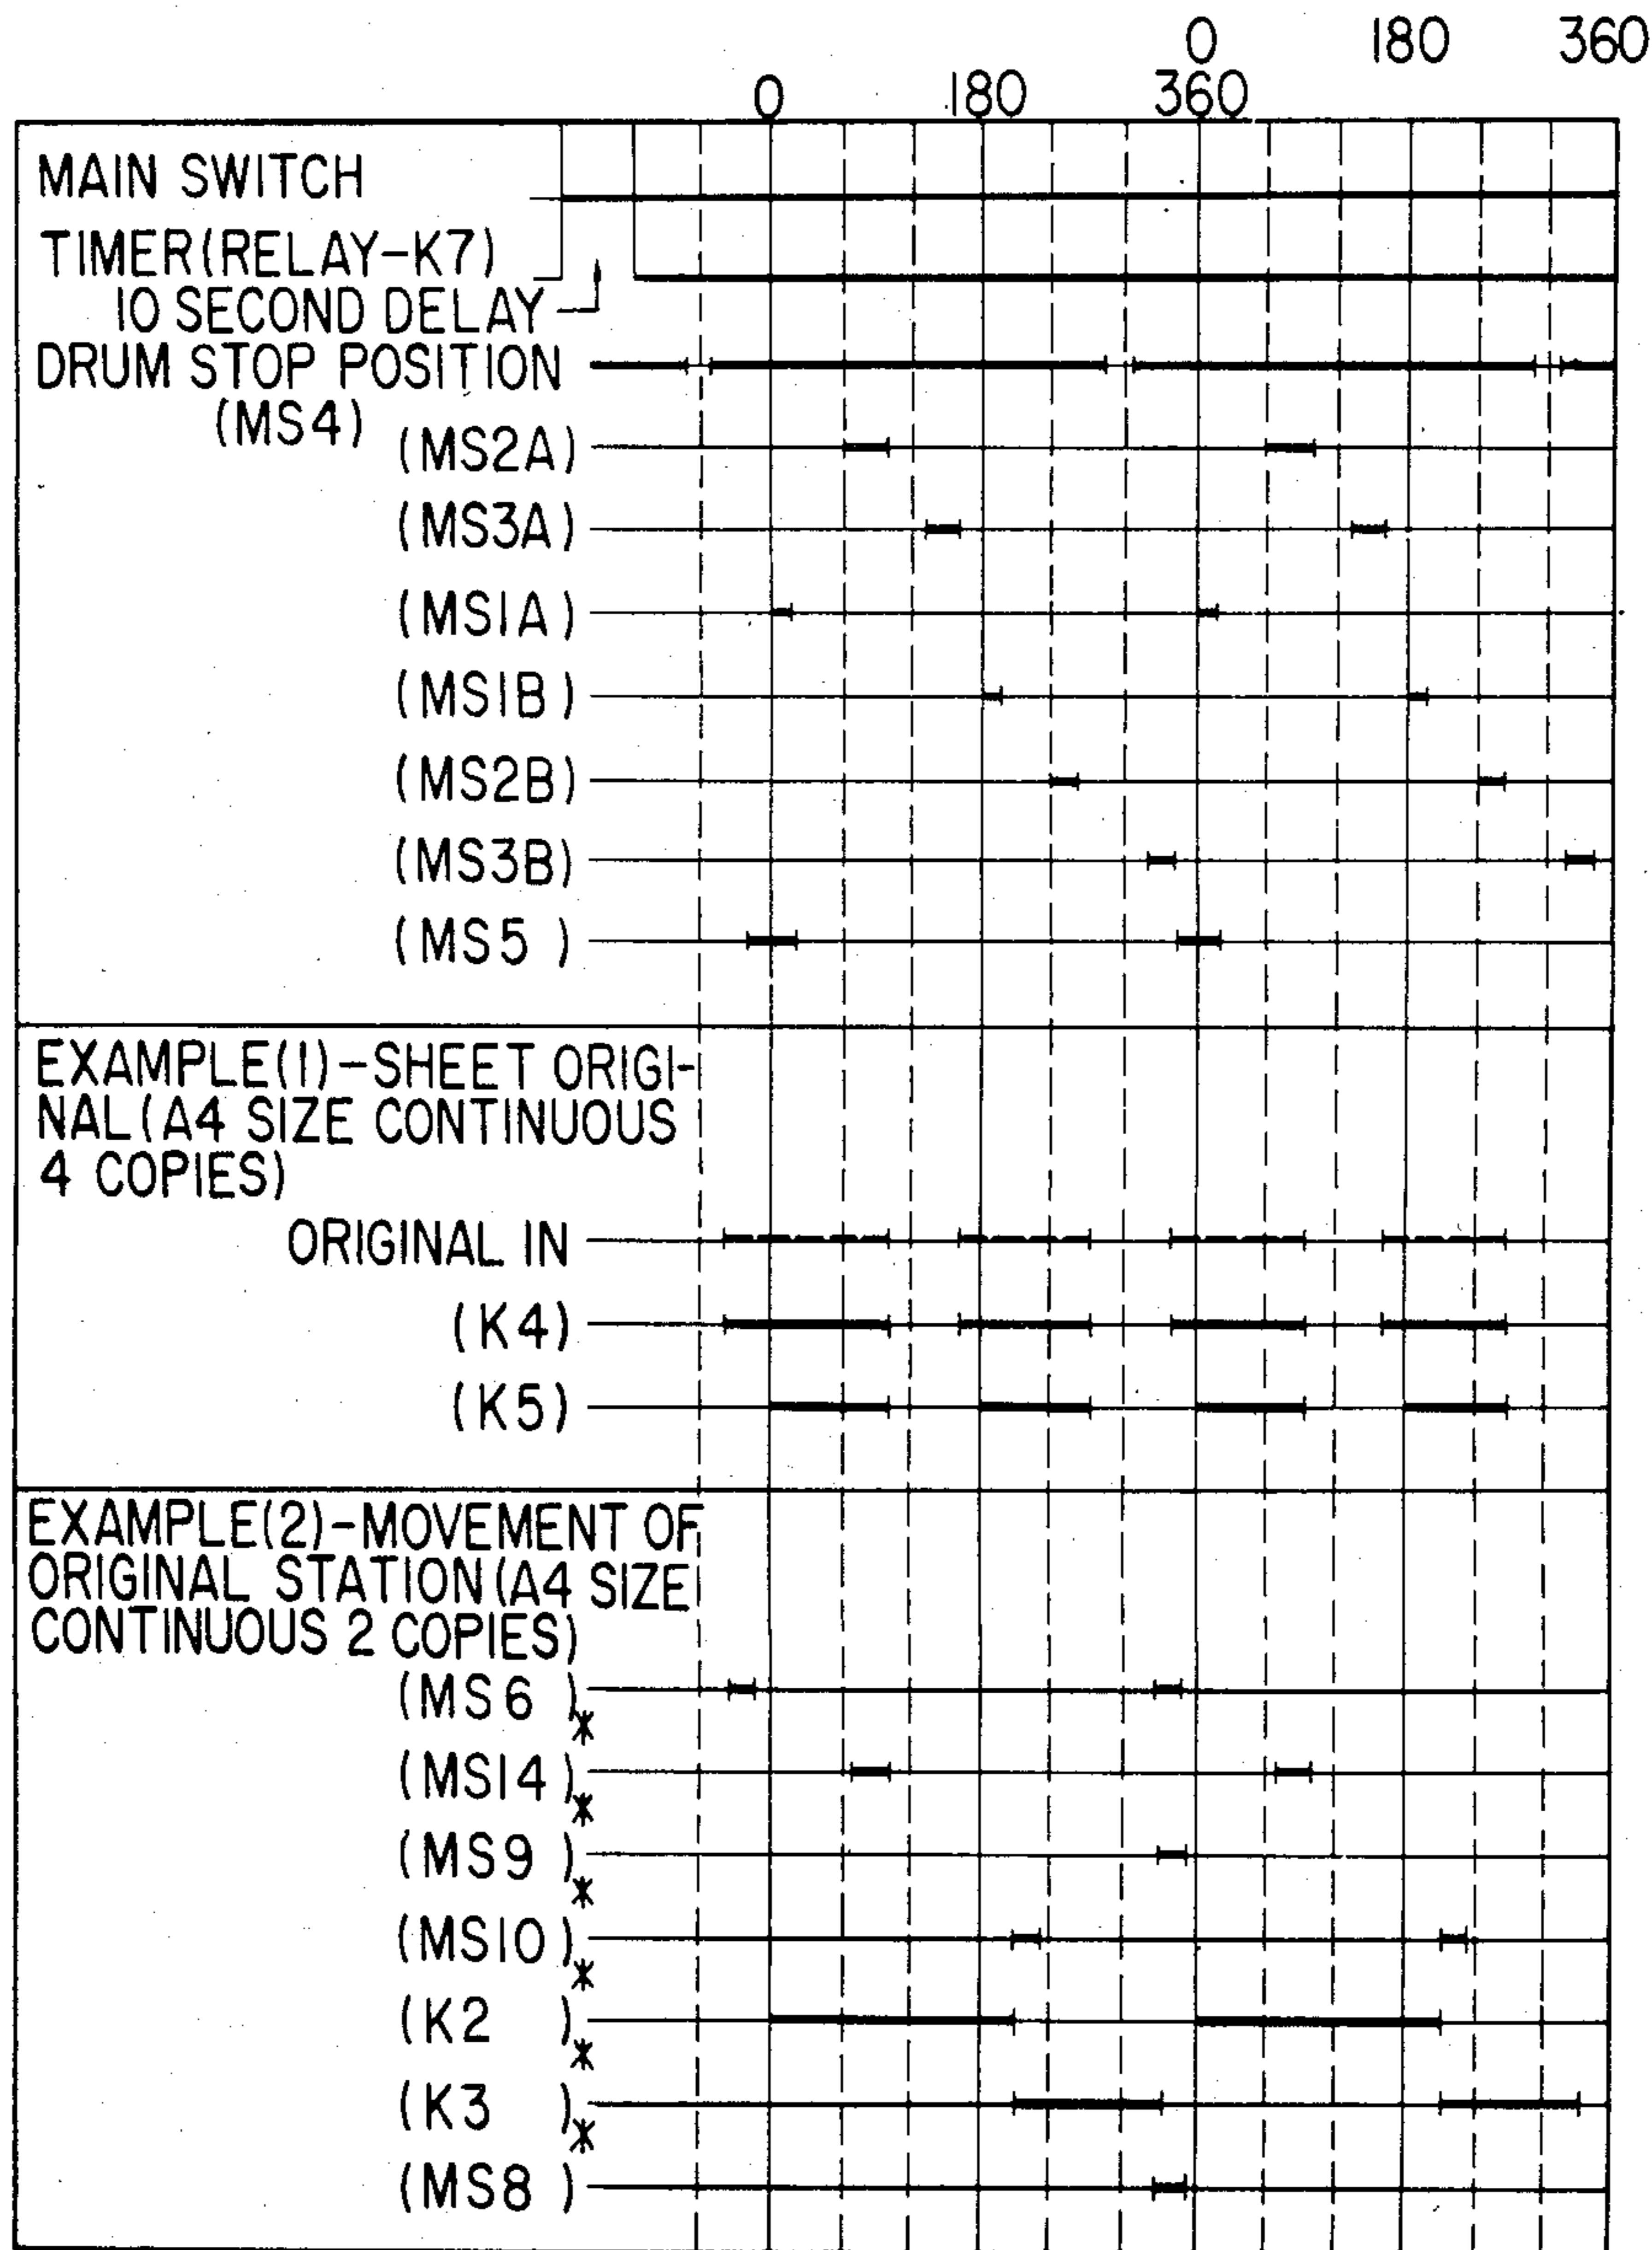 0 180 360
0 180 360
MAIN SWITCH
TIMER(RELAY-K7)
10 SECOND DELAY
DRUM STOP POSITION
(MS4)
(MS2A)
(MS3A)
(MS1A)
(MS1B)
(MS2B)
(MS3B)
(MS5 )
EXAMPLE(1)-SHEET ORIGI-
NAL(A4 SIZE CONTINUOUS
4 COPIES)
ORIGINAL IN
(K4)
(K5)
EXAMPLE(2)-MOVEMENT OF
ORIGINAL STATION(A4 SIZE
CONTINUOUS 2 COPIES)
(MS6 )*
(MS14 )*
(MS9 )*
(MS10 )*
(K2 )*
(K3 )*
(MS8 )